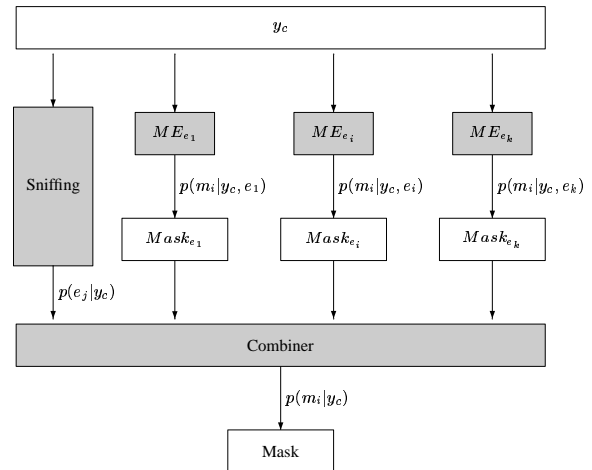 y_c
ME_{e_1} ME_{e_i} ME_{e_k}
Sniffing
p(m_i|y_c, e_1) p(m_i|y_c, e_i) p(m_i|y_c, e_k)
Mask_{e_1} Mask_{e_i} Mask_{e_k}
p(e_j|y_c)
Combiner
p(m_i|y_c)
Mask